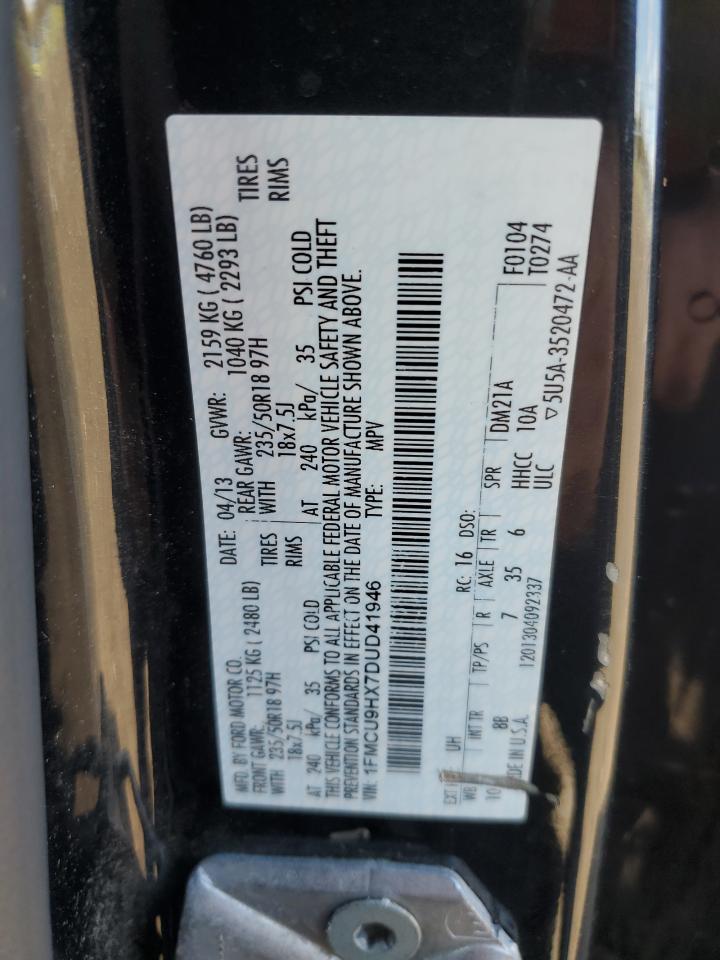 MFD. BY FORD MOTOR CO.
DATE: 04/13 GVWR: 2159 KG ( 4760 LB)
FRONT GAWR: 1125 KG ( 2480 LB)
REAR GAWR: 1040 KG ( 2293 LB)
WITH 235/50R18 97H TIRES
WITH 235/50R18 97H TIRES
18x7.5J RIMS
18x7.5J RIMS
AT 240 kPa/ 35 PSI COLD
AT 240 kPa/ 35 PSI COLD
THIS VEHICLE CONFORMS TO ALL APPLICABLE FEDERAL MOTOR VEHICLE SAFETY AND THEFT
PREVENTION STANDARDS IN EFFECT ON THE DATE OF MANUFACTURE SHOWN ABOVE.
VIN: 1FMCU9HX7DUD41946 TYPE: MPV
EXT UH RC: 16 DSO:
WB INT TR TP/PS R AXLE TR SPR DM21A F0104
10 8B 7 35 6 HHCC 10A T0274
MADE IN U.S.A. 1201304092337 ULC ▽5U5A-3520472-AA